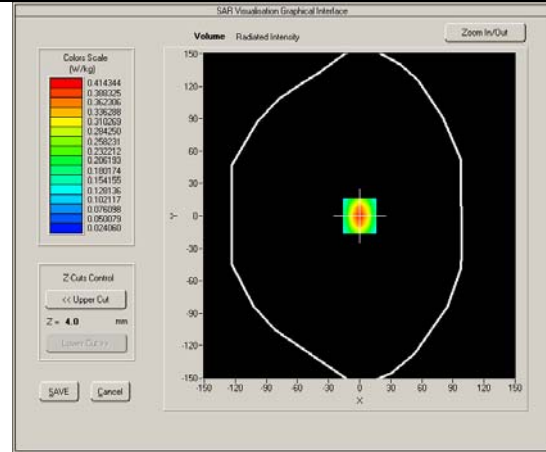 SAR Visualisation Graphical Interface
Volume Radiated Intensity
Zoom In/Out
Colors Scale
(W/kg)
0.414344
0.388325
0.362306
0.336288
0.310269
0.284250
0.258231
0.232212
0.206193
0.180174
0.154155
0.128136
0.102117
0.076098
0.050079
0.024060
Z Cuts Control
<< Upper Cut
Z = 4.0 mm
Lower Cut >>
SAVE
Cancel
150
120
90
60
30
0
-30
-60
-90
-120
-150
Y
-150 -120 -90 -60 -30 0 30 60 90 120 150
X